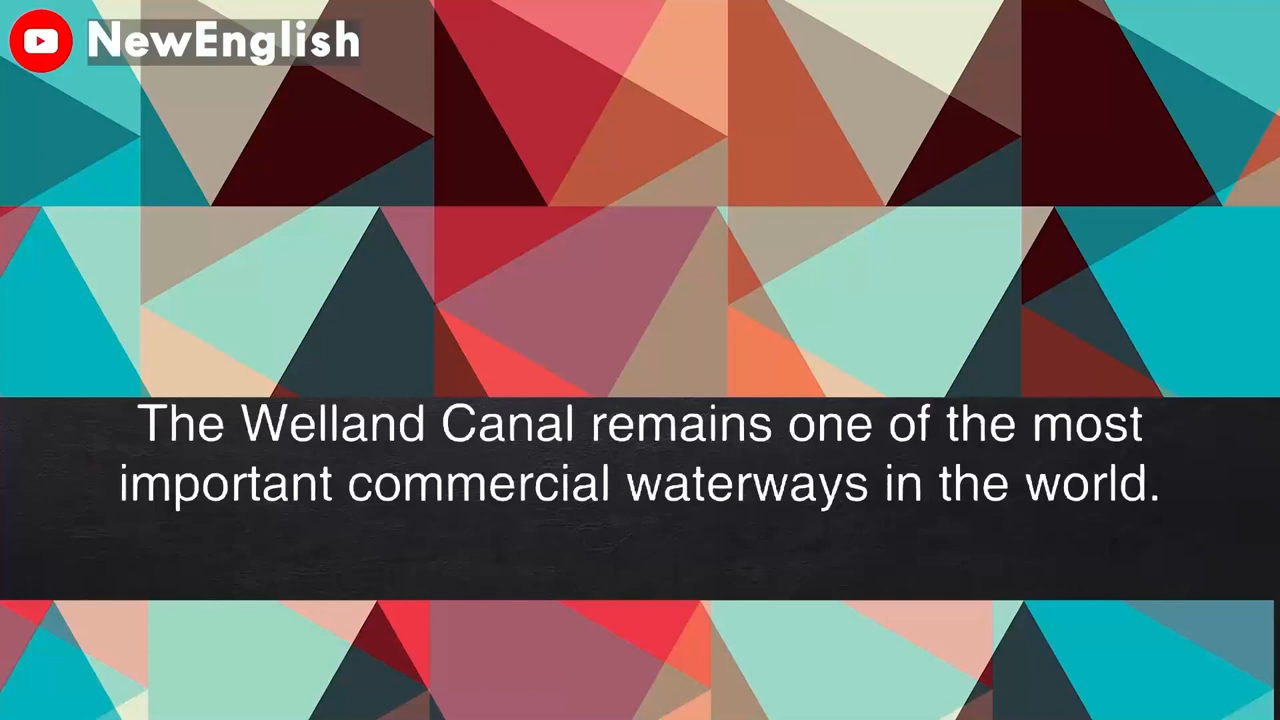 NewEnglish
The Welland Canal remains one of the most
important commercial waterways in the world.